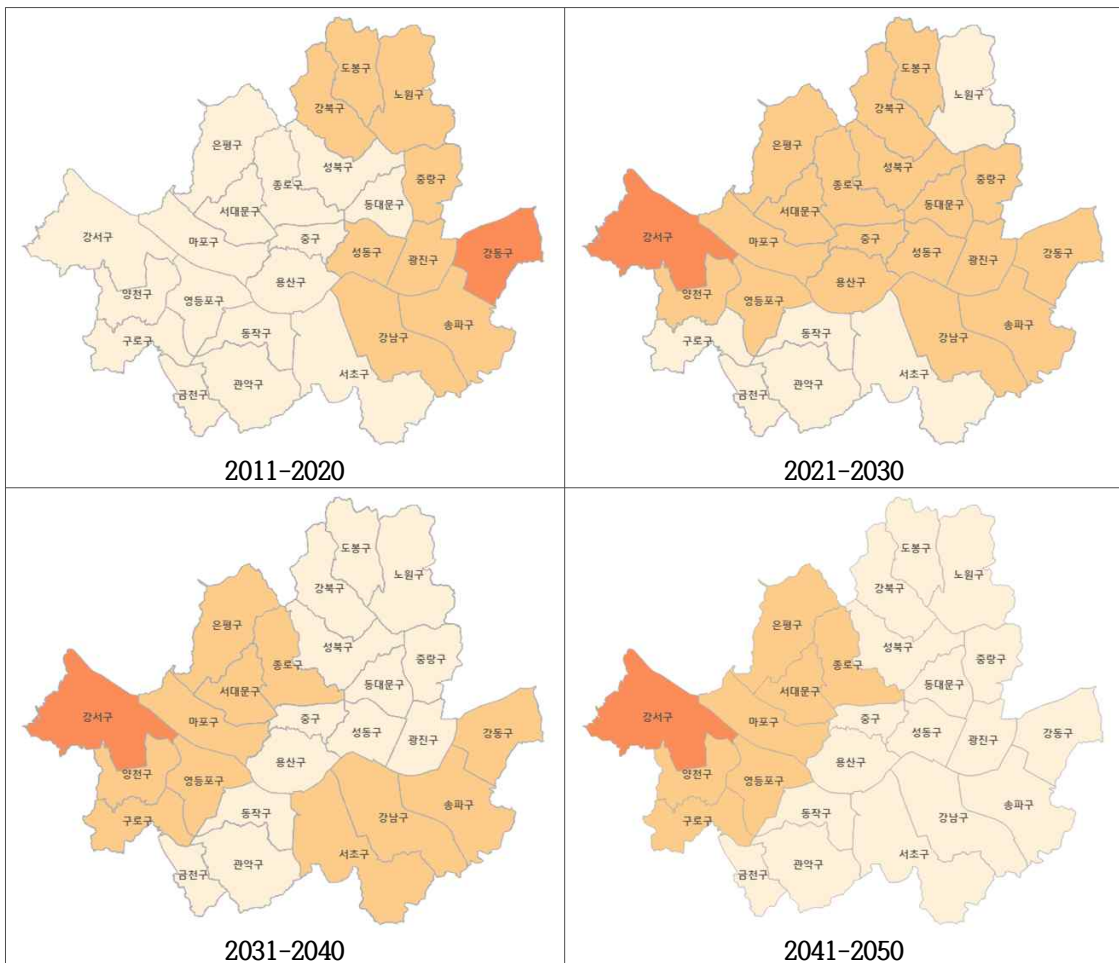 도봉구
노원구
강북구
은평구
성북구
중랑구
종로구
동대문구
서대문구
강서구
마포구
중구
성동구
광진구
강동구
용산구
양천구
영등포구
송파구
동작구
강남구
구로구
서초구
관악구
금천구
2011-2020
도봉구
노원구
강북구
은평구
성북구
중랑구
종로구
동대문구
서대문구
강서구
마포구
중구
성동구
광진구
강동구
용산구
양천구
영등포구
송파구
동작구
강남구
구로구
서초구
관악구
금천구
2021-2030
도봉구
노원구
강북구
은평구
성북구
중랑구
종로구
동대문구
서대문구
강서구
마포구
중구
성동구
광진구
강동구
용산구
양천구
영등포구
송파구
동작구
강남구
구로구
서초구
관악구
금천구
2031-2040
도봉구
노원구
강북구
은평구
성북구
중랑구
종로구
동대문구
서대문구
강서구
마포구
중구
성동구
광진구
강동구
용산구
양천구
영등포구
송파구
동작구
강남구
구로구
서초구
관악구
금천구
2041-2050